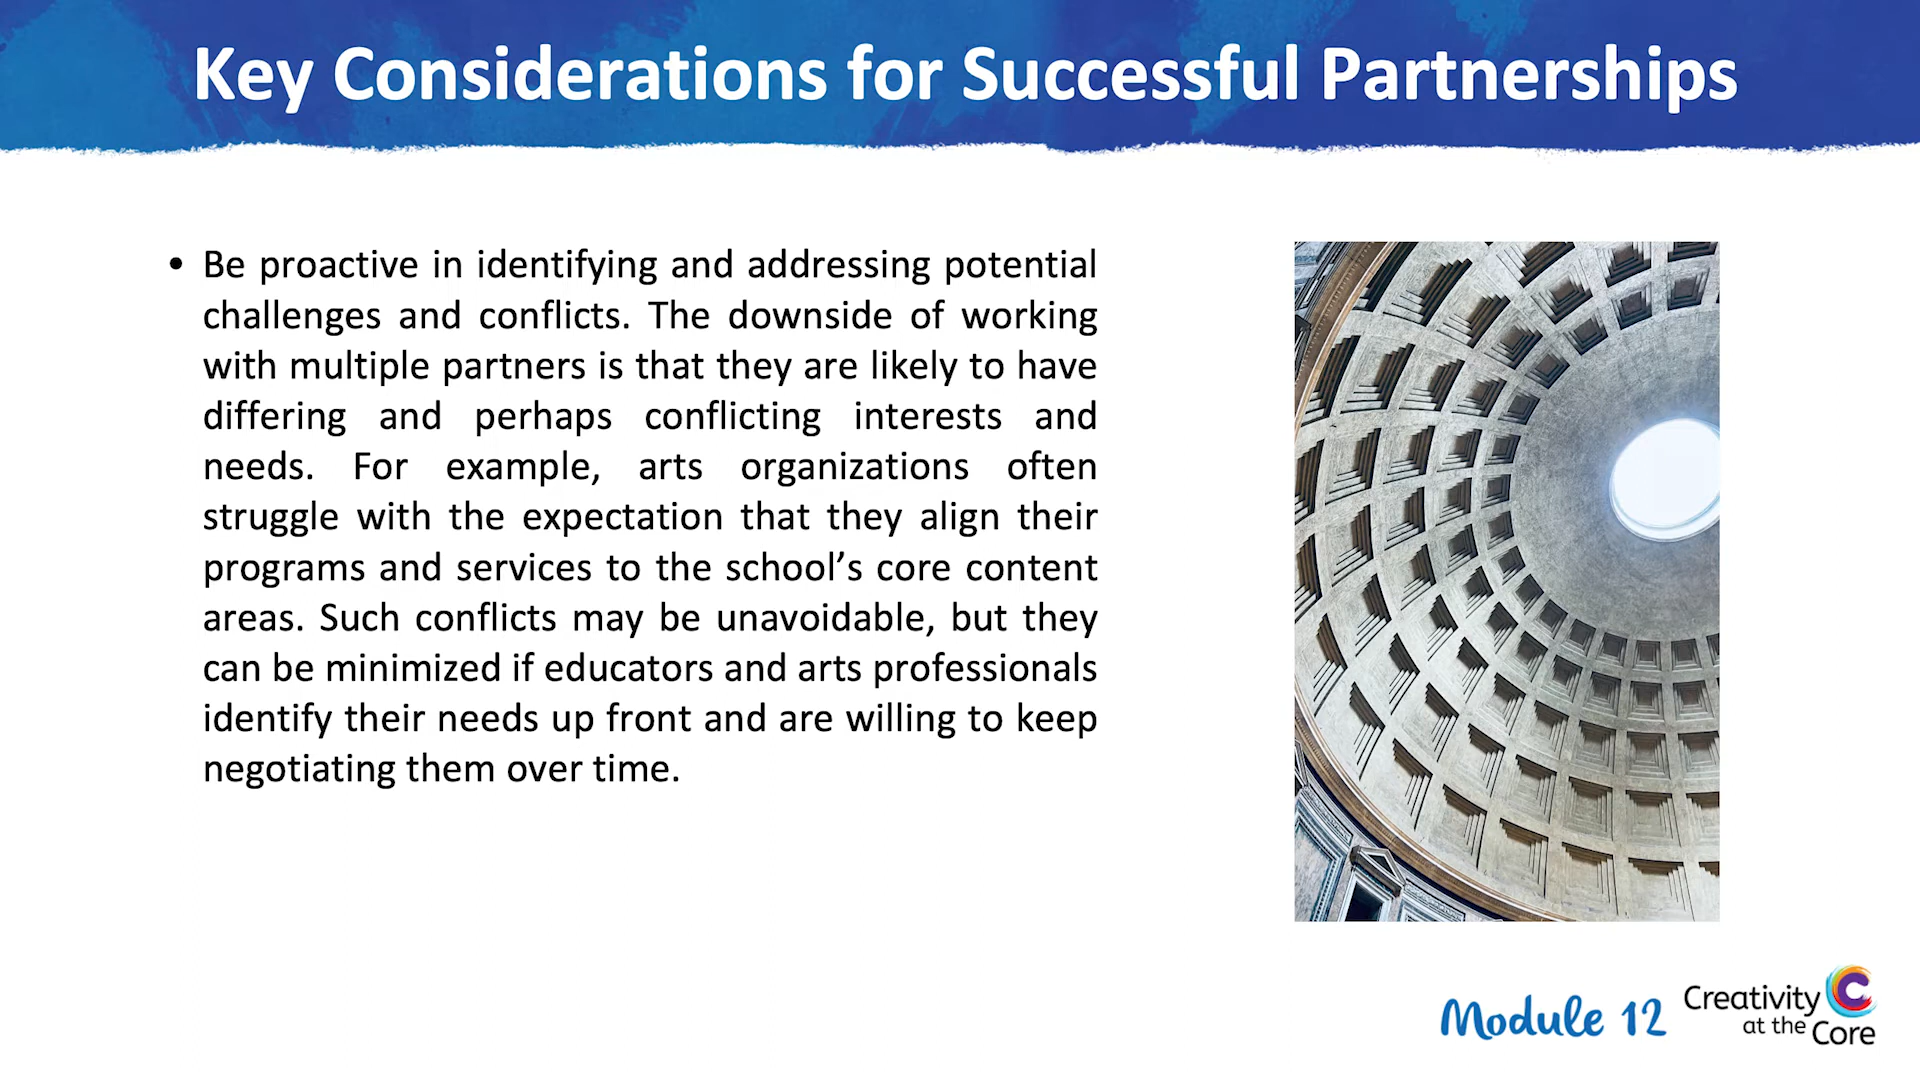 Key Considerations for Successful Partnerships
• Be proactive in identifying and addressing potential
challenges and conflicts. The downside of working
with multiple partners is that they are likely to have
differing and perhaps conflicting interests and
needs. For example, arts organizations often
struggle with the expectation that they align their
programs and services to the school’s core content
areas. Such conflicts may be unavoidable, but they
can be minimized if educators and arts professionals
identify their needs up front and are willing to keep
negotiating them over time.
Module 12
Creativity
at the Core